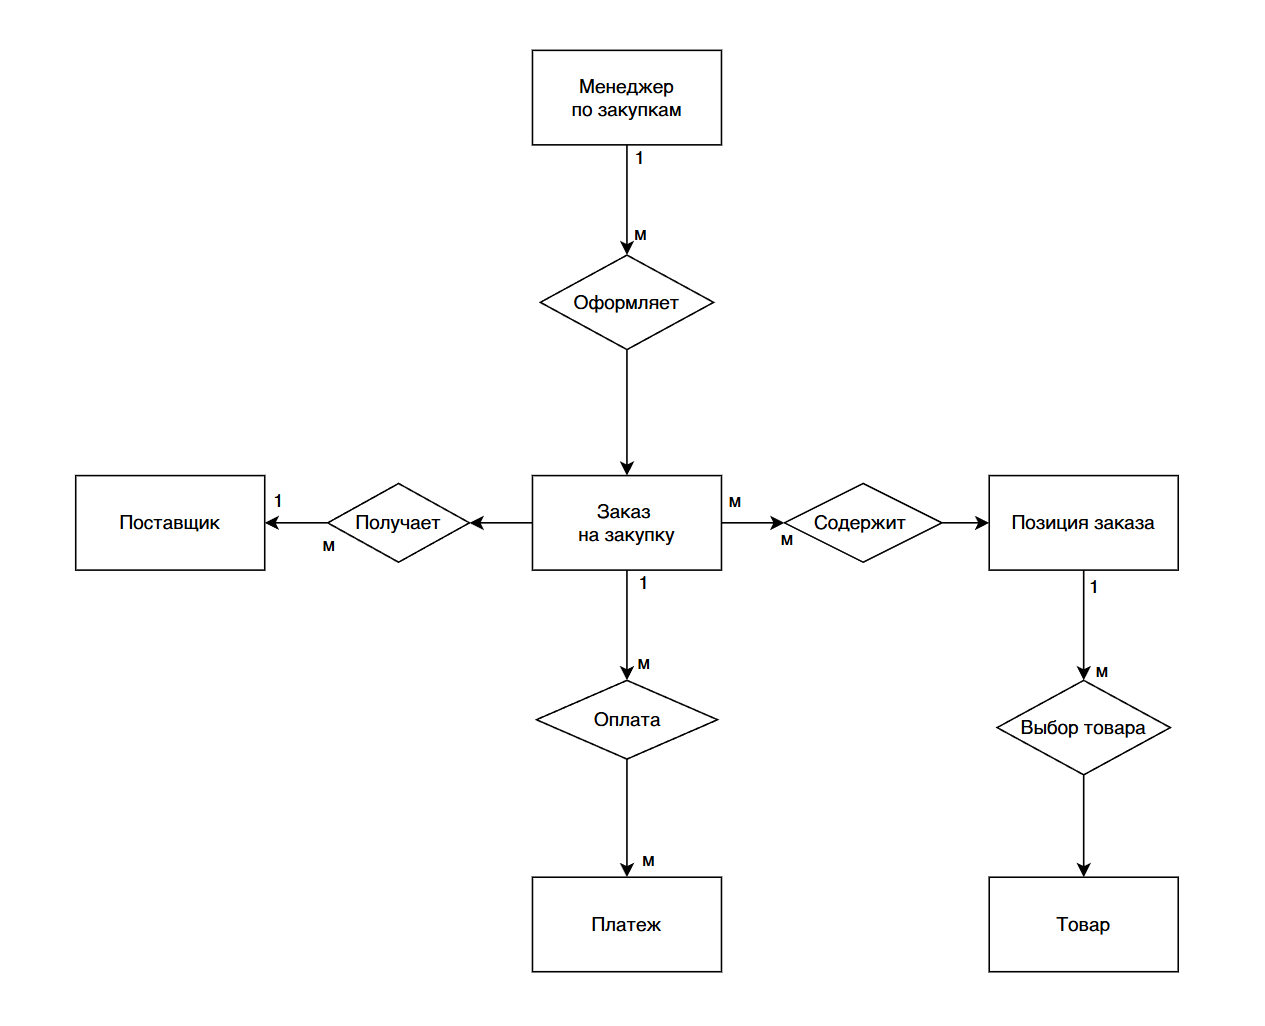 Менеджер
по закупкам
1
м
Оформляет
Поставщик
1
м
Получает
Заказ
на закупку
м
м
Содержит
Позиция заказа
1
м
Оплата
м
Платеж
1
м
Выбор товара
Товар